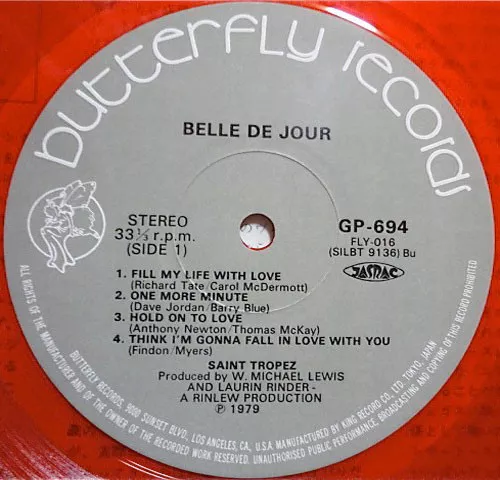 butterfly records
BELLE DE JOUR
STEREO
33⅓ r.p.m.
(SIDE 1)
GP-694
FLY-016
(SILBT 9136) Bu
JASRAC
1. FILL MY LIFE WITH LOVE
(Richard Tate/Carol McDermott)
2. ONE MORE MINUTE
(Dave Jordan/Barry Blue)
3. HOLD ON TO LOVE
(Anthony Newton/Thomas McKay)
4. THINK I'M GONNA FALL IN LOVE WITH YOU
(Findon/Myers)
SAINT TROPEZ
Produced by W. MICHAEL LEWIS
AND LAURIN RINDER -
A RINLEW PRODUCTION
℗ 1979
BUTTERFLY RECORDS, 9000 SUNSET BLVD, LOS ANGELES, CA., U.S.A. MANUFACTURED BY KING RECORD CO. LTD. TOKYO, JAPAN
ALL RIGHTS OF THE MANUFACTURER AND OF THE OWNER OF THE RECORDED WORK RESERVED. UNAUTHORISED PUBLIC PERFORMANCE, BROADCASTING AND COPYING OF THIS RECORD PROHIBITED